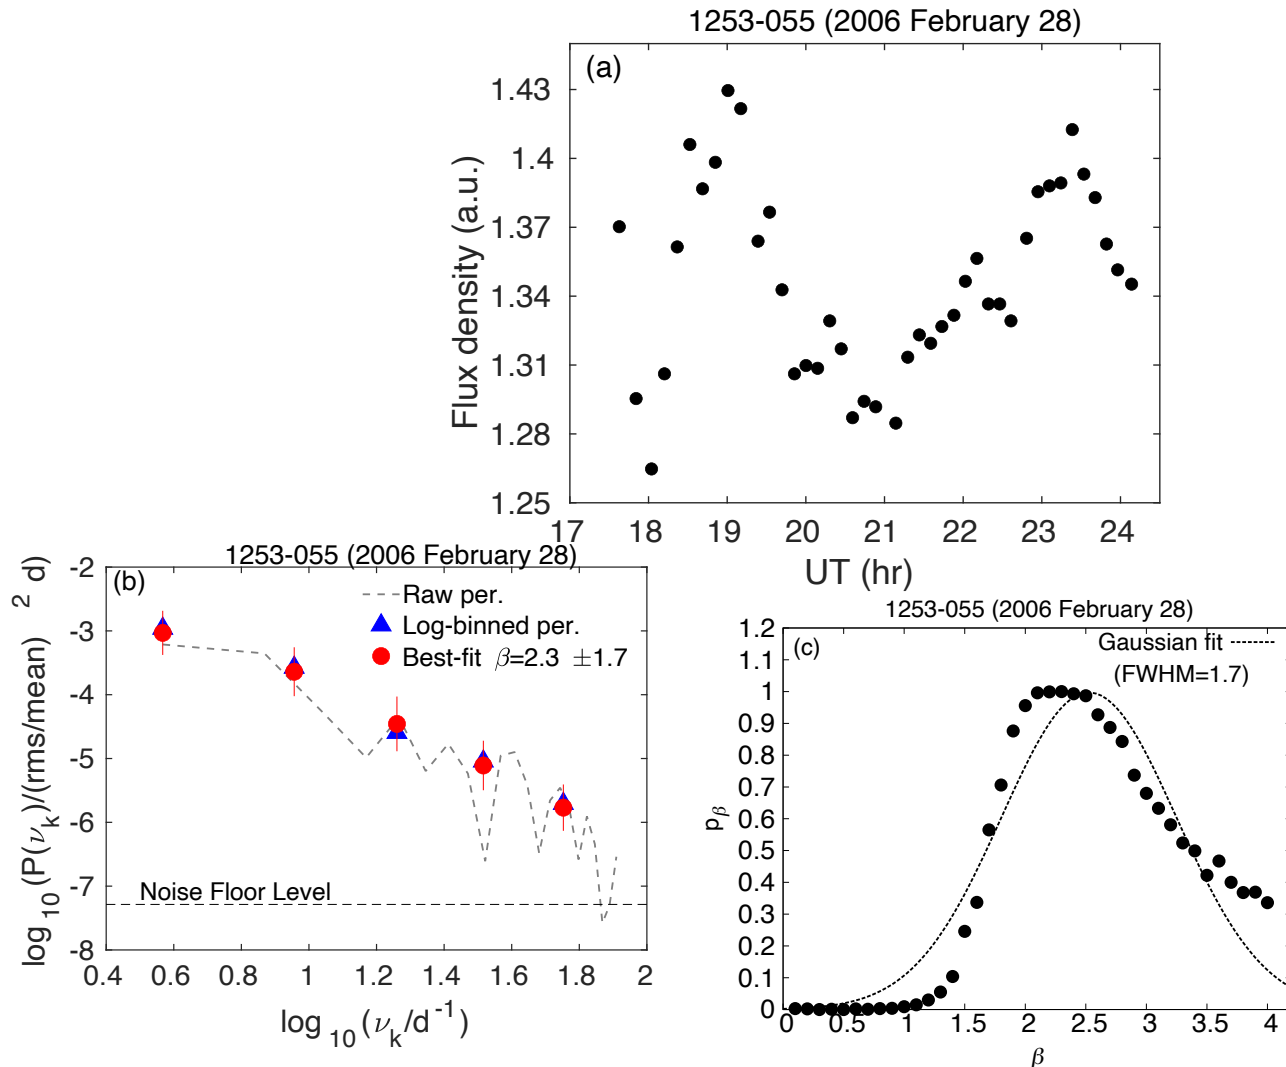 1253-055 (2006 February 28)
(a)
1.43
1.4
1.37
1.34
1.31
1.28
1.25
Flux density (a.u.)
17 18 19 20 21 22 23 24
UT (hr)
1253-055 (2006 February 28)
(b)
-2
-3
-4
-5
-6
-7
-8
log10(P(νk)/(rms/mean)2 d)
Raw per.
Log-binned per.
Best-fit β=2.3 ±1.7
Noise Floor Level
0.4 0.6 0.8 1 1.2 1.4 1.6 1.8 2
log10(νk/d-1)
1253-055 (2006 February 28)
(c)
1.2
1.1
1
0.9
0.8
0.7
0.6
0.5
0.4
0.3
0.2
0.1
0
pβ
Gaussian fit
(FWHM=1.7)
0 0.5 1 1.5 2 2.5 3 3.5 4
β